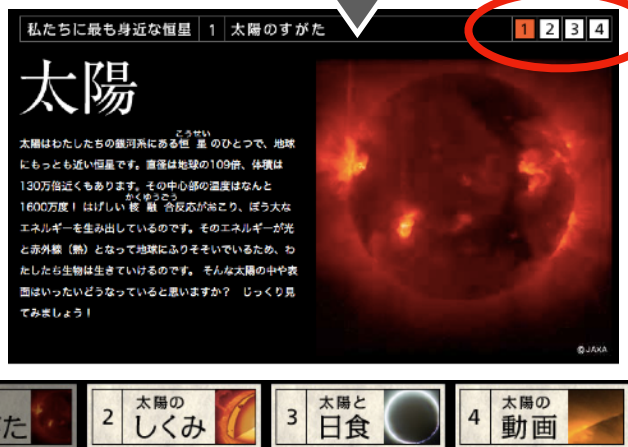 私たちに最も身近な恒星 1 太陽のすがた 1 2 3 4
太陽
太陽はわたしたちの銀河系にある恒星のひとつで、地球
こうせい
にもっとも近い恒星です。直径は地球の109倍、体積は
130万倍近くもあります。その中心部の温度はなんと
かくゆうごう
1600万度！ はげしい核融合反応がおこり、ぼう大な
エネルギーを生み出しているのです。そのエネルギーが光
と赤外線（熱）となって地球にふりそそいでいるため、わ
たしたち生物は生きていけるのです。 そんな太陽の中や表
面はいったいどうなっていると思いますか？ じっくり見
てみましょう！
©JAXA
た
2 太陽の
しくみ
3 太陽と
日食
4 太陽の
動画